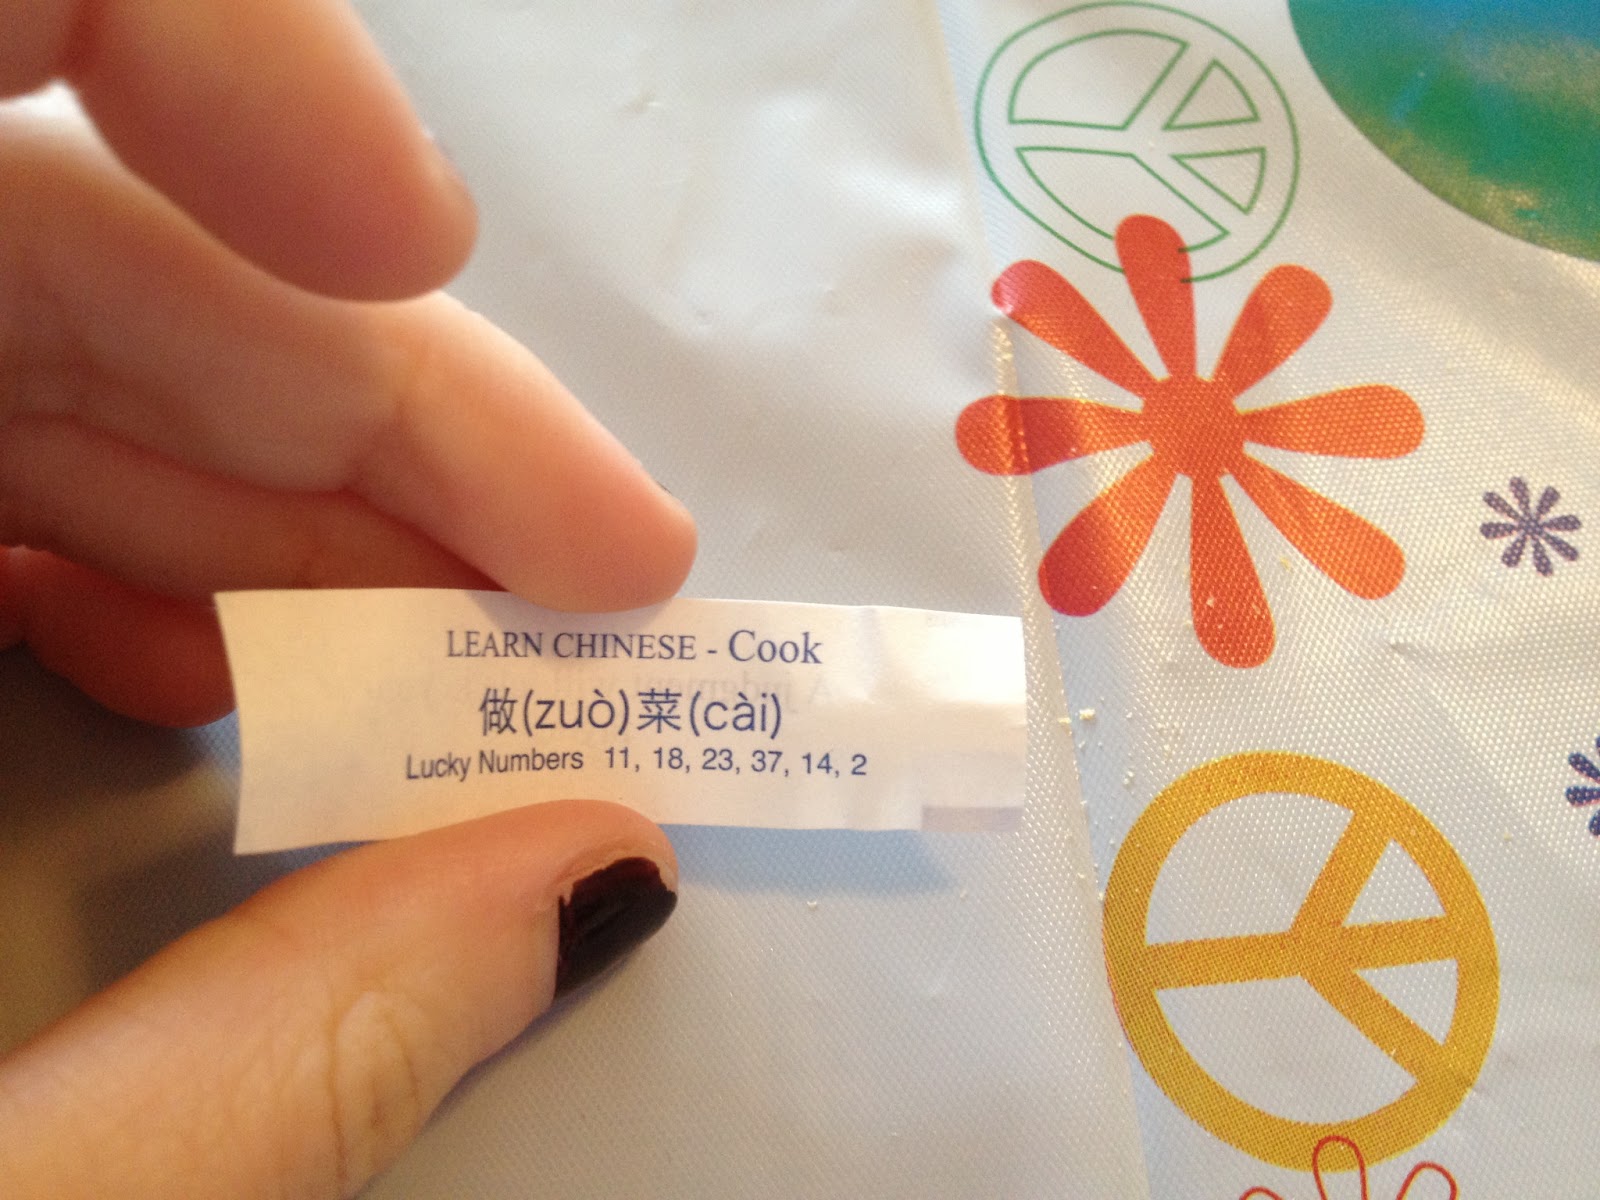 LEARN CHINESE - Cook
做(zuò)菜(cài)
Lucky Numbers 11, 18, 23, 37, 14, 2